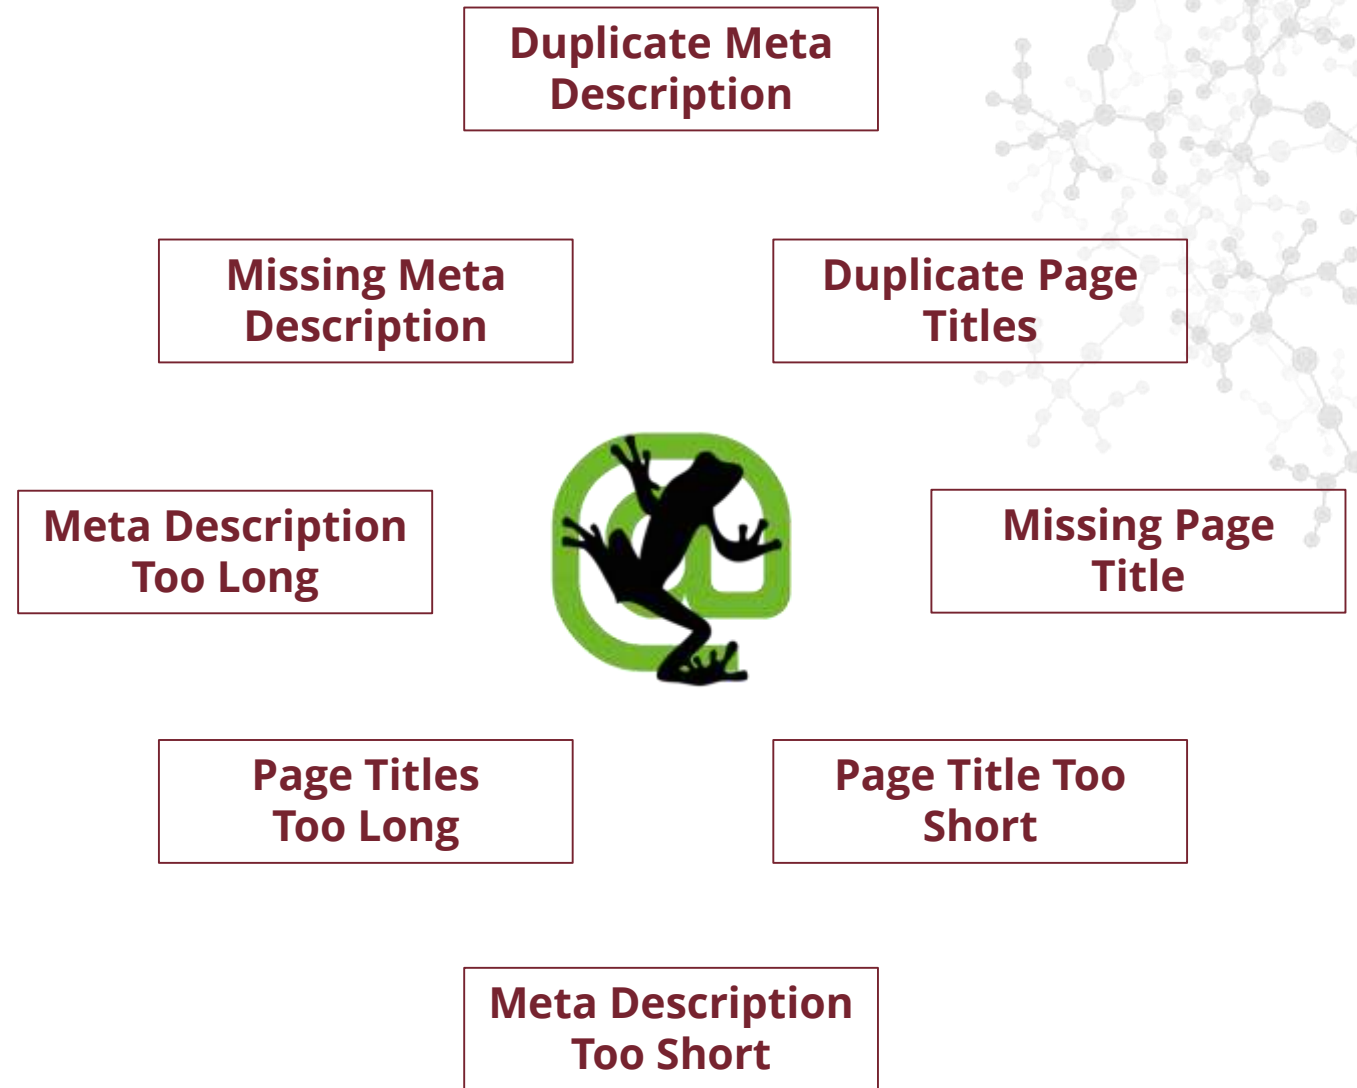 Duplicate Meta
Description
Missing Meta
Description
Duplicate Page
Titles
Meta Description
Too Long
Missing Page
Title
Page Titles
Too Long
Page Title Too
Short
Meta Description
Too Short